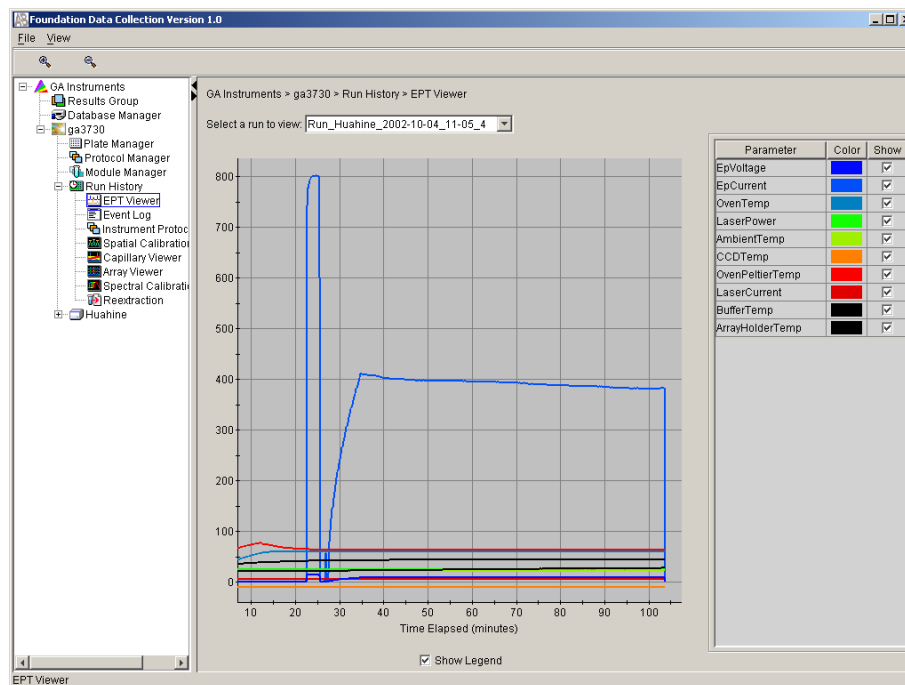 Foundation Data Collection Version 1.0
File View
GA Instruments
Results Group
Database Manager
ga3730
Plate Manager
Protocol Manager
Module Manager
Run History
EPT Viewer
Event Log
Instrument Protoc
Spatial Calibration
Capillary Viewer
Array Viewer
Spectral Calibrati
Reextraction
Huahine
GA Instruments > ga3730 > Run History > EPT Viewer
Select a run to view: Run_Huahine_2002-10-04_11-05_4
800
700
600
500
400
300
200
100
0
10 20 30 40 50 60 70 80 90 100
Time Elapsed (minutes)
Show Legend
Parameter Color Show
EpVoltage
EpCurrent
OvenTemp
LaserPower
AmbientTemp
CCDTemp
OvenPeltierTemp
LaserCurrent
BufferTemp
ArrayHolderTemp
EPT Viewer